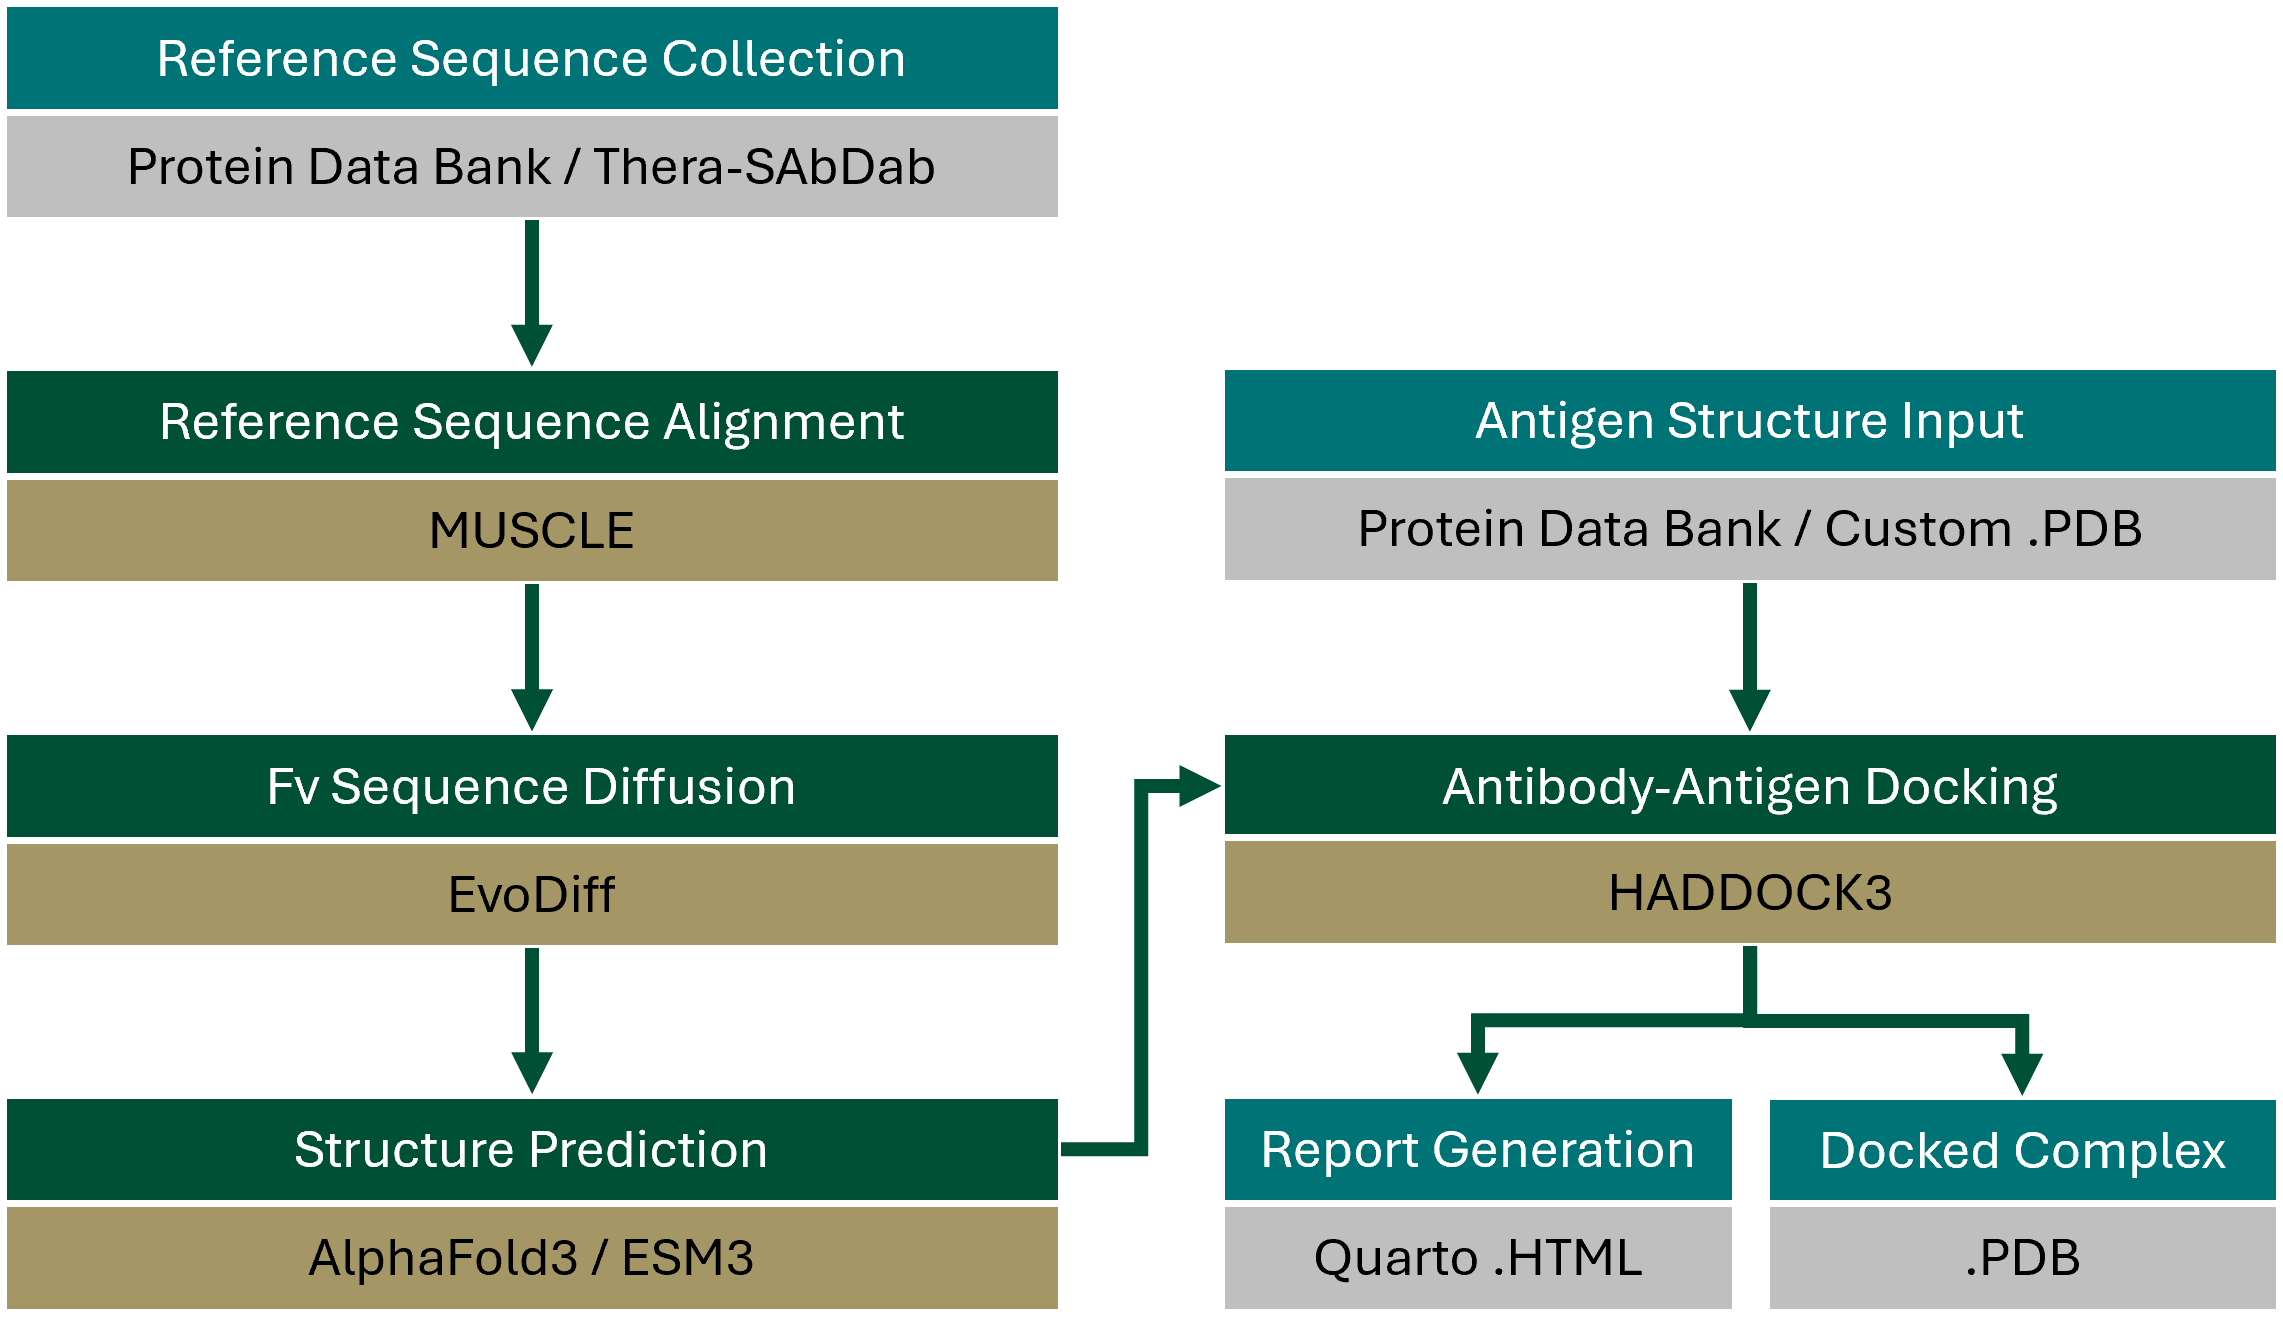 Reference Sequence Collection
Protein Data Bank / Thera-SAbDab
Reference Sequence Alignment
MUSCLE
Fv Sequence Diffusion
EvoDiff
Structure Prediction
AlphaFold3 / ESM3
Antigen Structure Input
Protein Data Bank / Custom .PDB
Antibody-Antigen Docking
HADDOCK3
Report Generation
Quarto .HTML
Docked Complex
.PDB